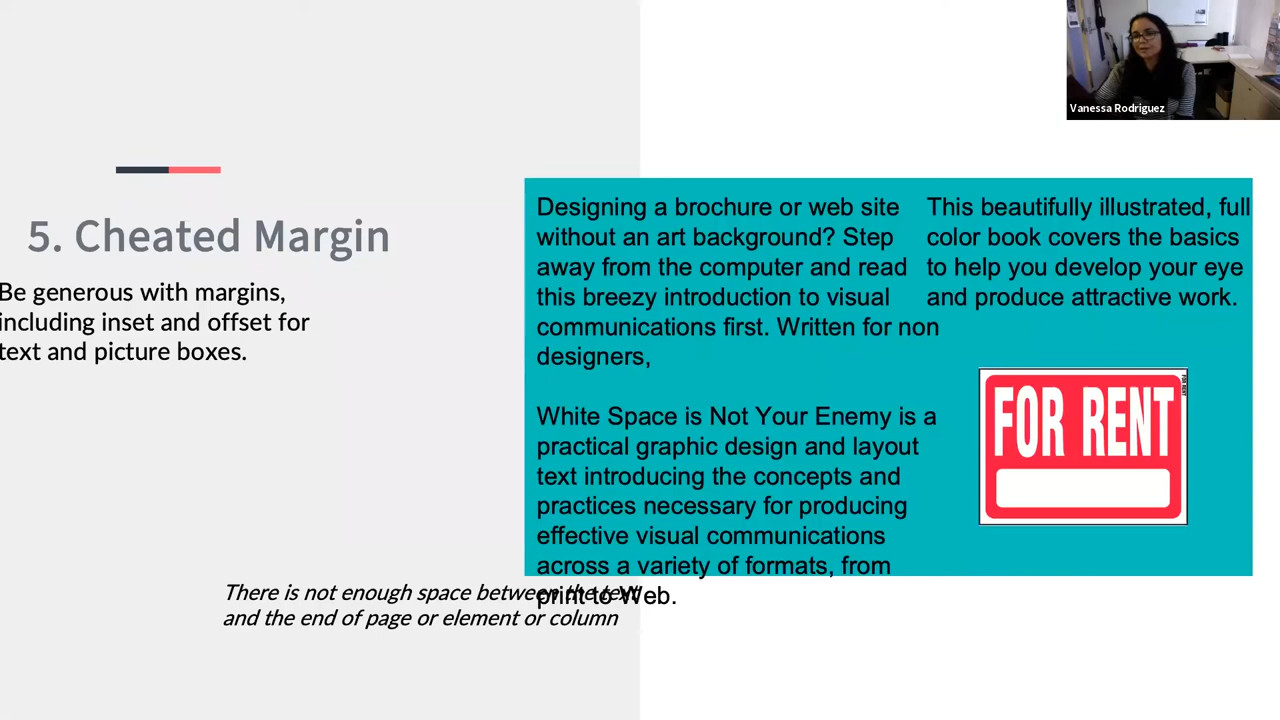 Vanessa Rodriguez
5. Cheated Margin
Be generous with margins,
including inset and offset for
text and picture boxes.
Designing a brochure or web site
without an art background? Step
away from the computer and read
this breezy introduction to visual
communications first. Written for non
designers,
White Space is Not Your Enemy is a
practical graphic design and layout
text introducing the concepts and
practices necessary for producing
effective visual communications
across a variety of formats, from
print to Web.
This beautifully illustrated, full
color book covers the basics
to help you develop your eye
and produce attractive work.
FOR RENT
FOR RENT
There is not enough space between the text
and the end of page or element or column